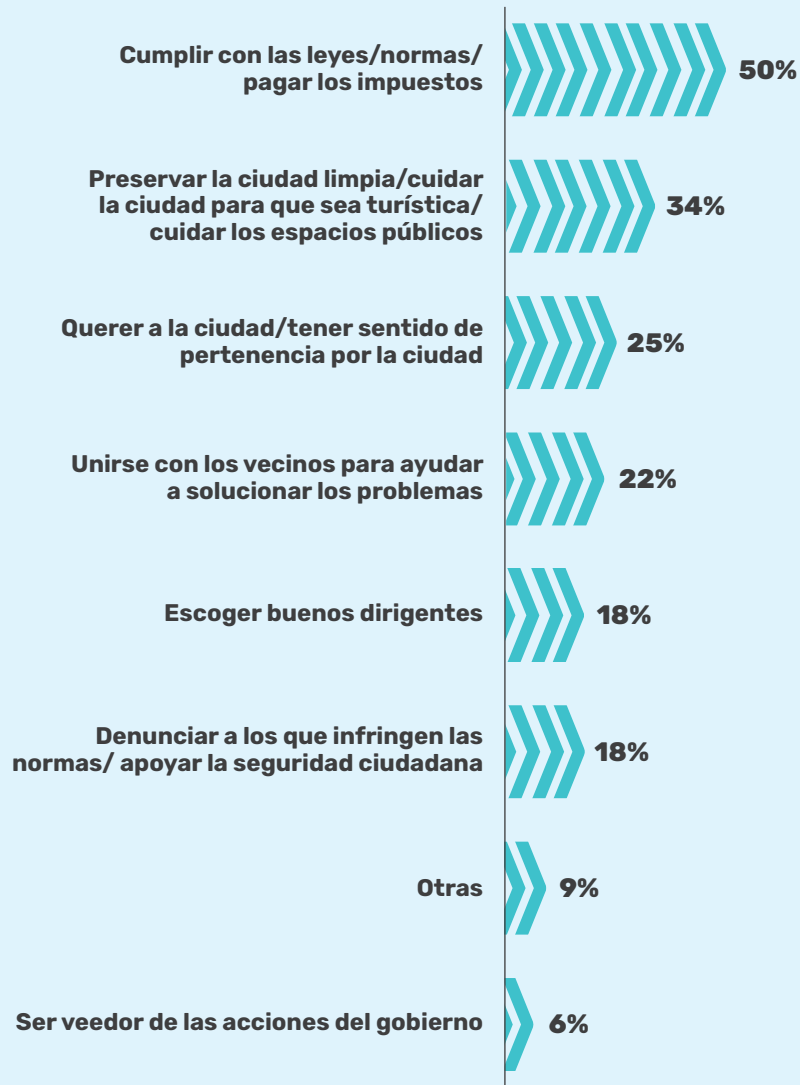 Cumplir con las leyes/normas/
pagar los impuestos
50%
Preservar la ciudad limpia/cuidar
la ciudad para que sea turística/
cuidar los espacios públicos
34%
Querer a la ciudad/tener sentido de
pertenencia por la ciudad
25%
Unirse con los vecinos para ayudar
a solucionar los problemas
22%
Escoger buenos dirigentes
18%
Denunciar a los que infringen las
normas/ apoyar la seguridad ciudadana
18%
Otras
9%
Ser veedor de las acciones del gobierno
6%